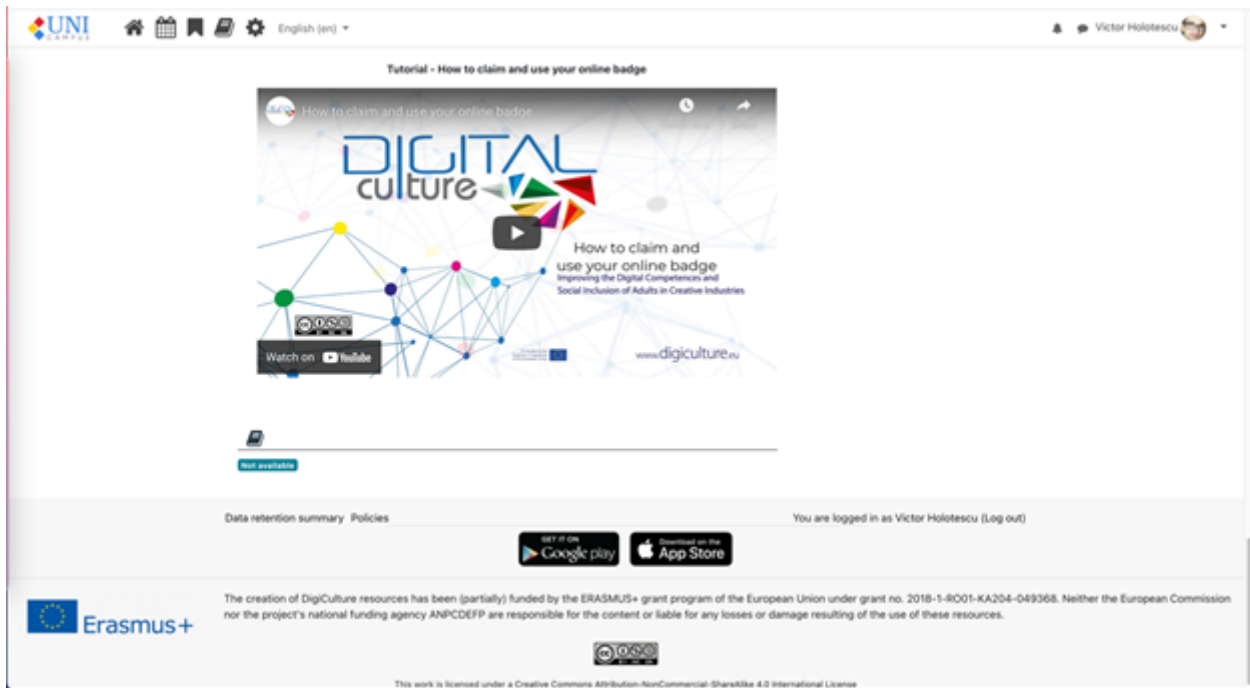 UNI
CAMPUS
English (en)
Victor Holotescu
Tutorial - How to claim and use your online badge
How to claim and use your online badge
DIGITAL
culture
How to claim and
use your online badge
Improving the Digital Competences and
Social Inclusion of Adults in Creative Industries
Watch on YouTube
www.digiculture.eu
Not available
Data retention summary Policies
You are logged in as Victor Holotescu (Log out)
GET IT ON
Google play
Download on the
App Store
The creation of DigiCulture resources has been (partially) funded by the ERASMUS+ grant program of the European Union under grant no. 2018-1-RO01-KA204-049368. Neither the European Commission
nor the project's national funding agency ANPCDEFP are responsible for the content or liable for any losses or damage resulting of the use of these resources.
Erasmus+
This work is licensed under a Creative Commons Attribution-NonCommercial-ShareAlike 4.0 International License